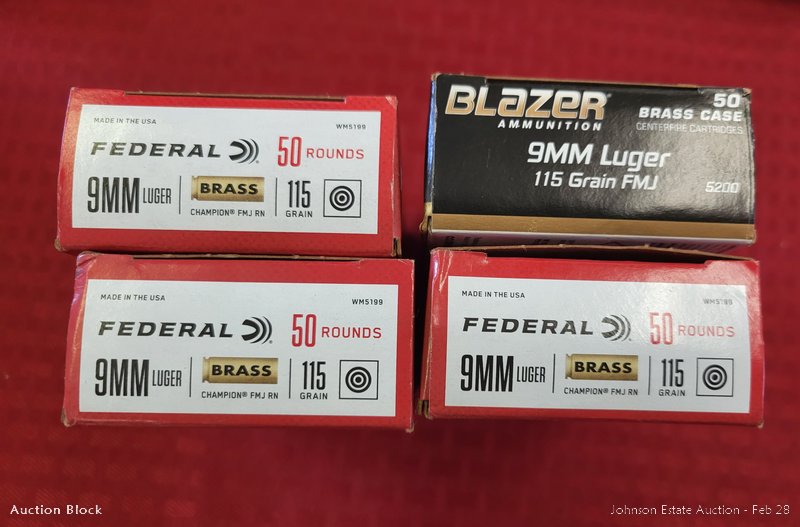 MADE IN THE USA
WM5199
FEDERAL 50 ROUNDS
9MM LUGER BRASS 115 GRAIN
CHAMPION® FMJ RN
BLAZER 50
AMMUNITION BRASS CASE
CENTERFIRE CARTRIDGES
9MM Luger
115 Grain FMJ 5200
MADE IN THE USA
WM5199
FEDERAL 50 ROUNDS
9MM LUGER BRASS 115 GRAIN
CHAMPION® FMJ RN
MADE IN THE USA
WM5199
FEDERAL 50 ROUNDS
9MM LUGER BRASS 115 GRAIN
CHAMPION® FMJ RN
Auction Block
Johnson Estate Auction - Feb 28